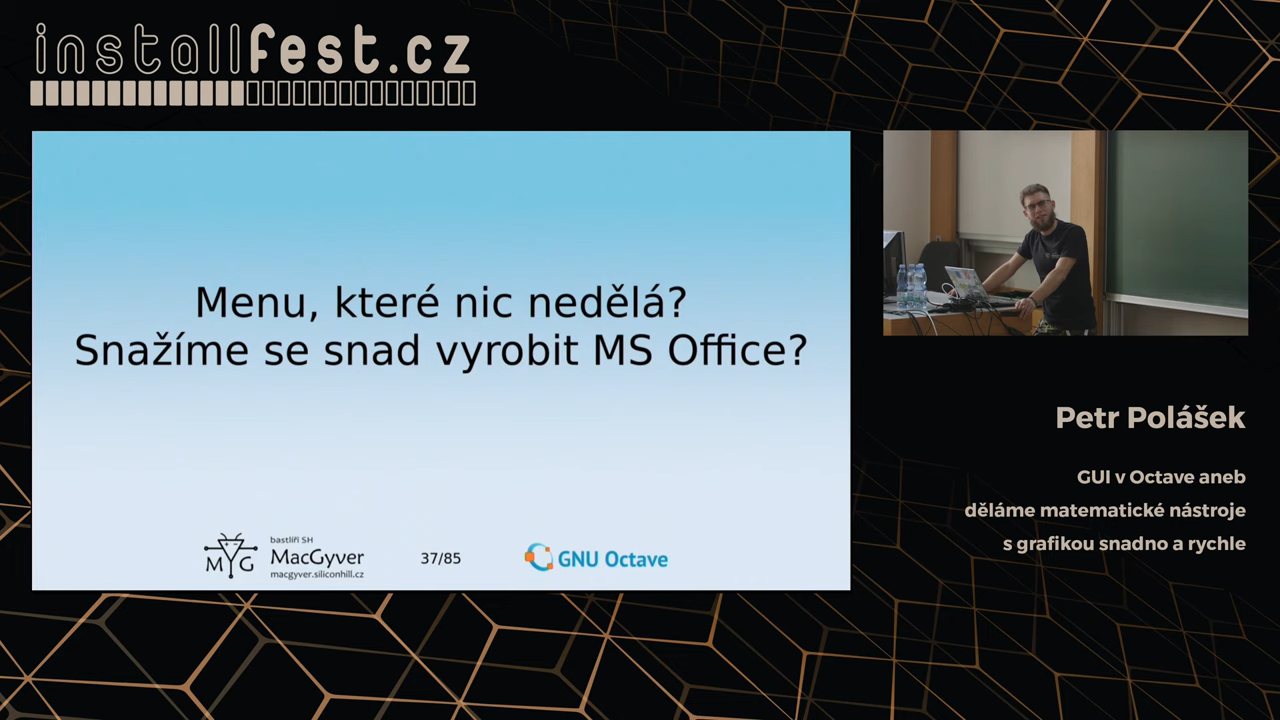 installfest.cz
Menu, které nic nedělá?
Snažíme se snad vyrobit MS Office?
bastlíři SH
MYG
MacGyver
macgyver.siliconhill.cz
37/85
GNU Octave
Petr Polášek
GUI v Octave aneb
děláme matematické nástroje
s grafikou snadno a rychle